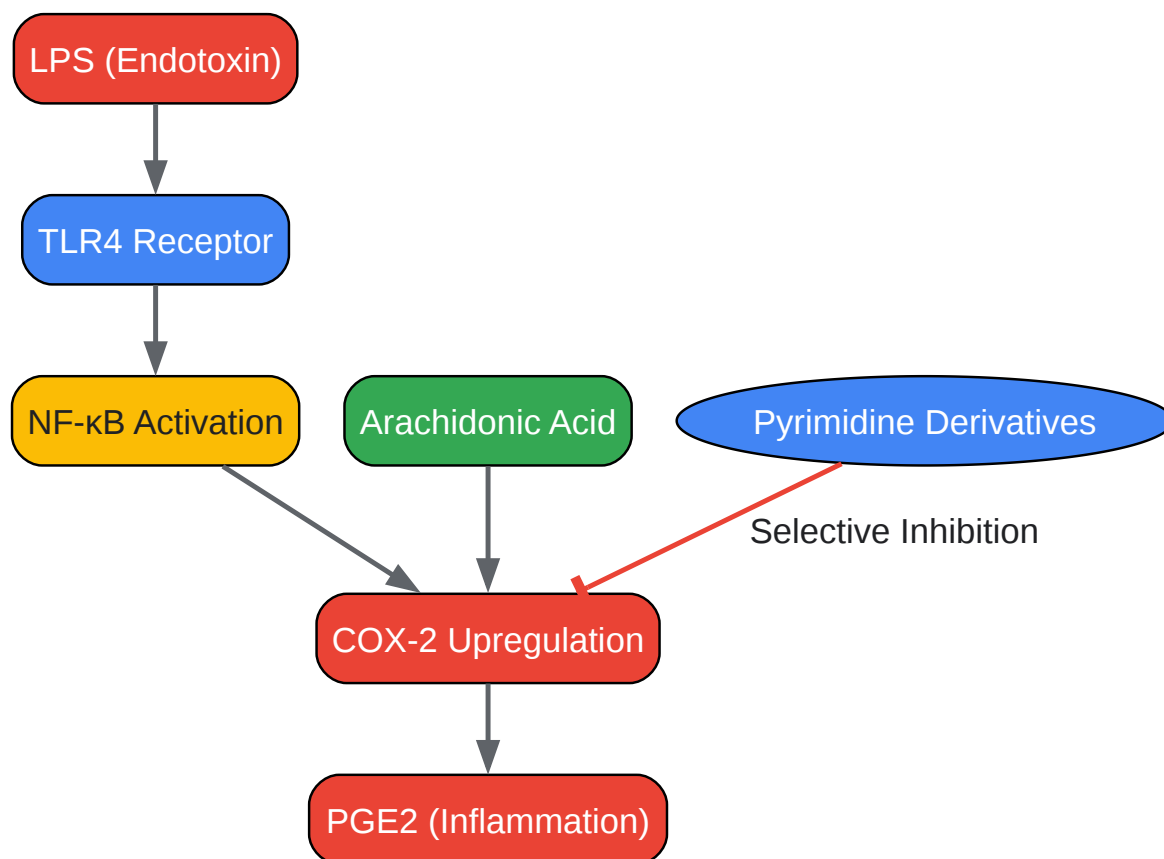 LPS (Endotoxin)
TLR4 Receptor
NF-κB Activation
Arachidonic Acid
Pyrimidine Derivatives
Selective Inhibition
COX-2 Upregulation
PGE2 (Inflammation)